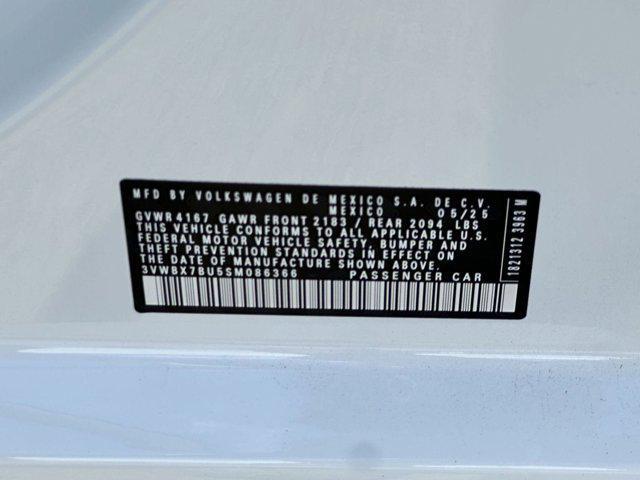 MFD BY VOLKSWAGEN DE MEXICO S.A. DE C.V.
MEXICO 05/25
GVWR 4167 GAWR FRONT 2183 / REAR 2094 LBS
THIS VEHICLE CONFORMS TO ALL APPLICABLE U.S.
FEDERAL MOTOR VEHICLE SAFETY, BUMPER AND
THEFT PREVENTION STANDARDS IN EFFECT ON
THE DATE OF MANUFACTURE SHOWN ABOVE
3VWBX7BU5SM086366 PASSENGER CAR
1821312 3963 M